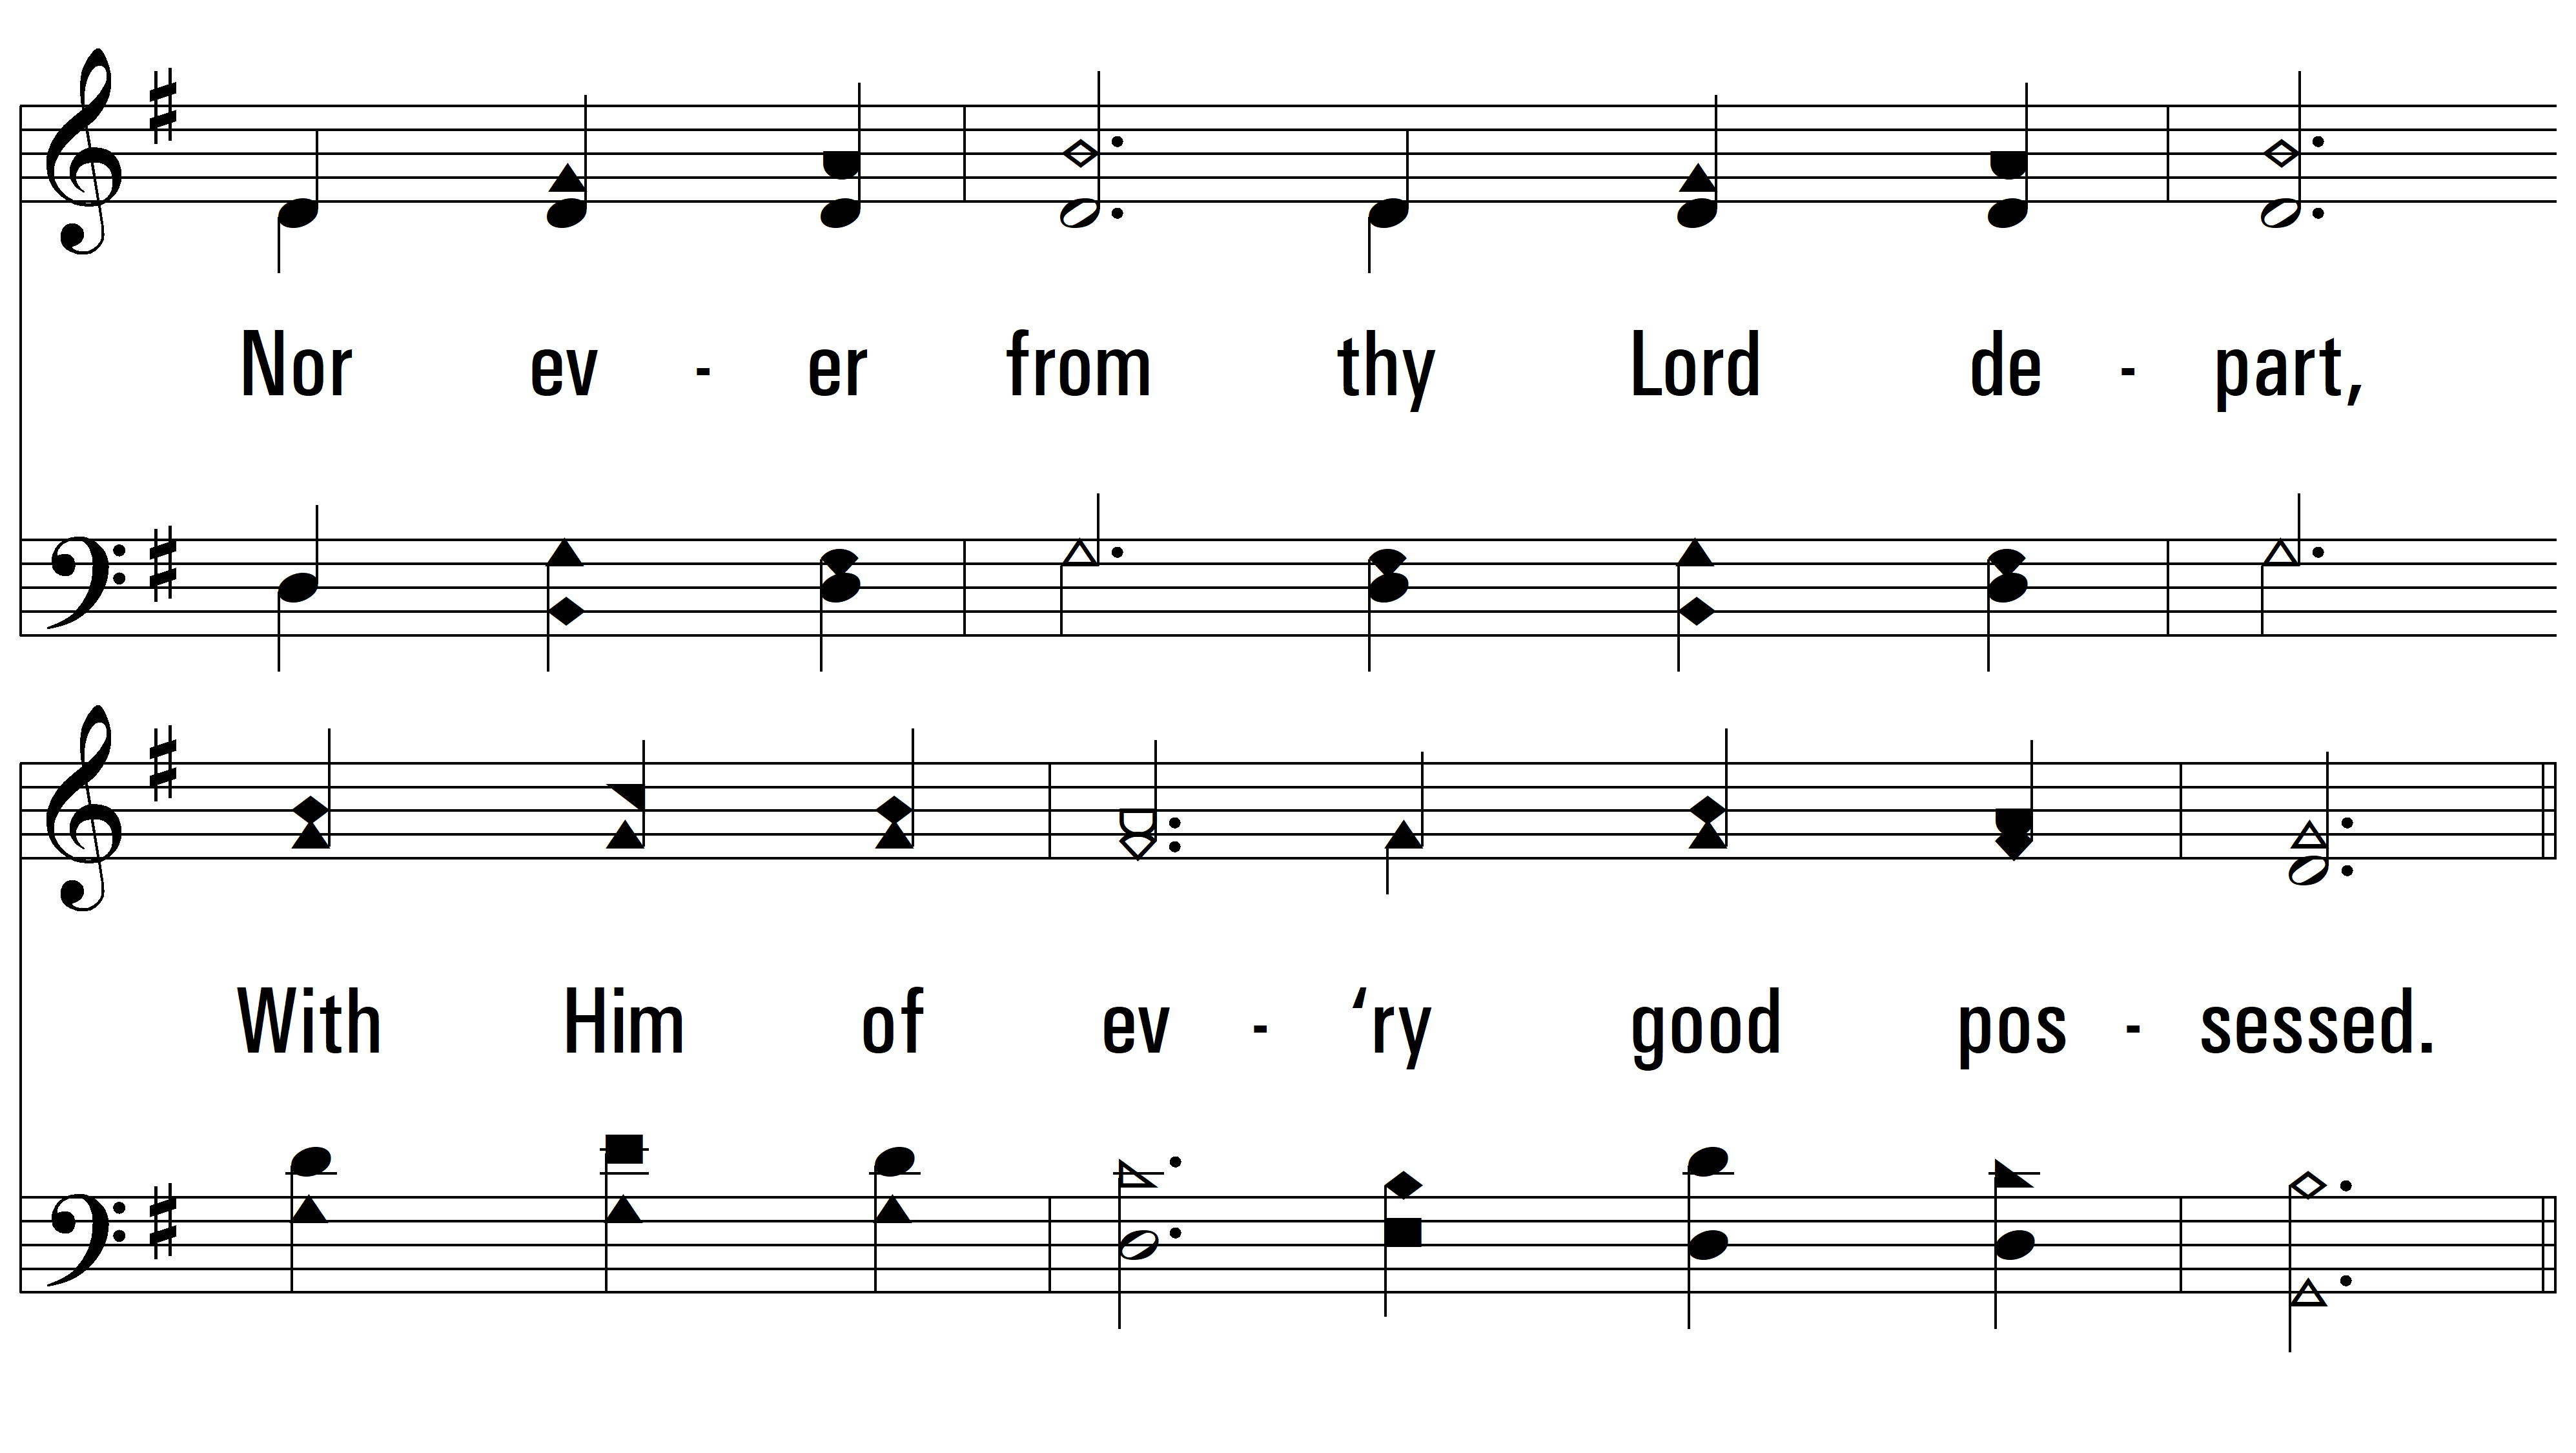 Nor ev - er from thy Lord de - part,
With Him of ev - ‘ry good pos - sessed.